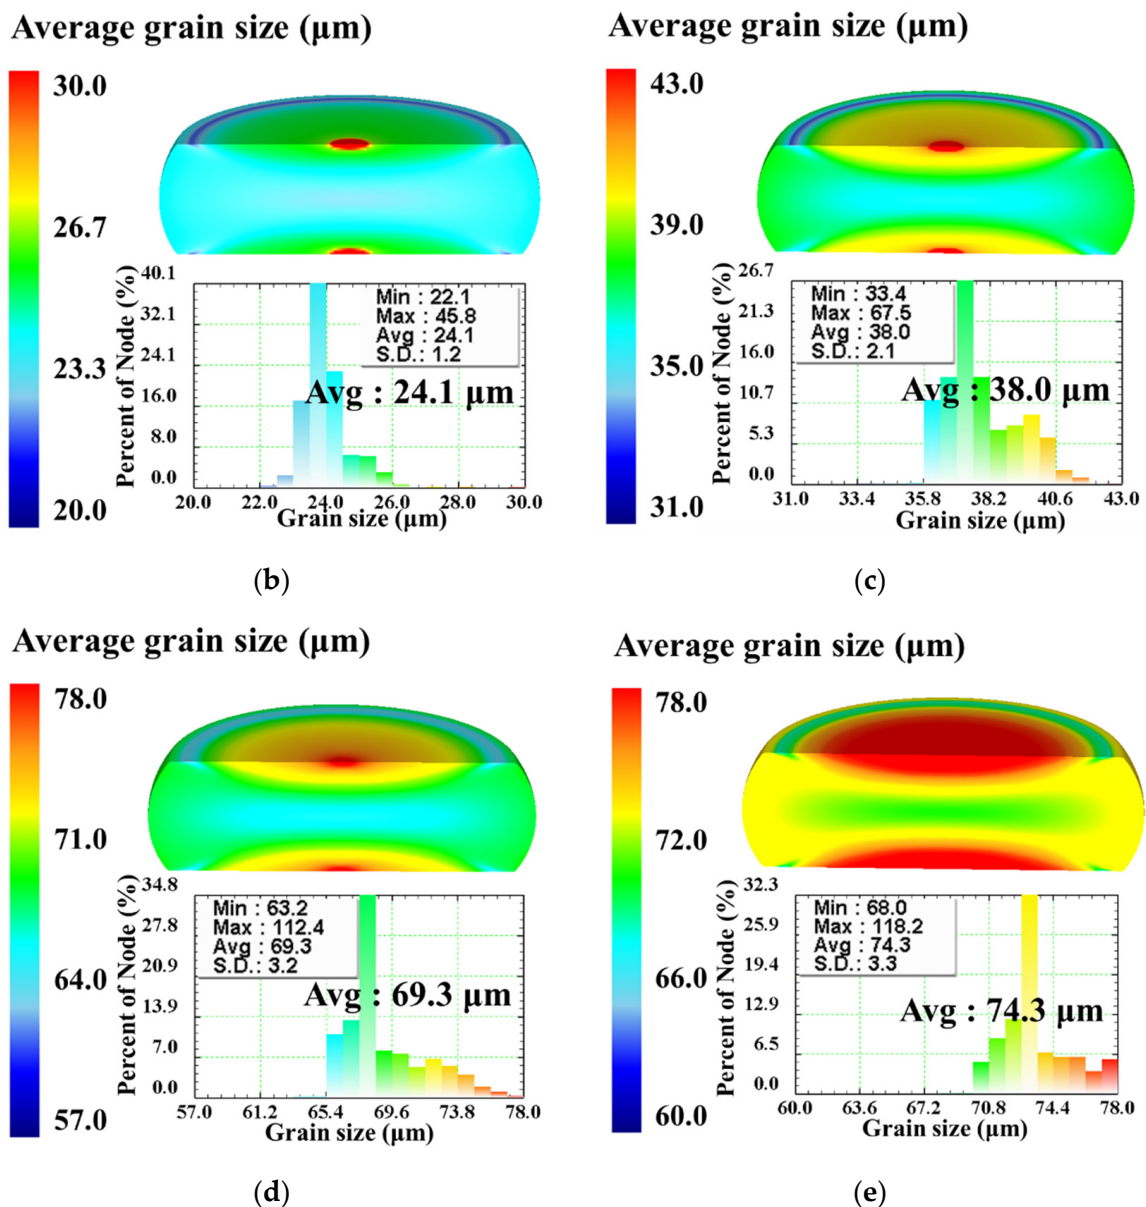 Average grain size (μm)
30.0
26.7
23.3
20.0
Percent of Node (%)
40.1
32.1
24.1
16.0
8.0
0.0
Min : 22.1
Max : 45.8
Avg : 24.1
S.D. : 1.2
Avg : 24.1 μm
20.0 22.0 24.0 26.0 28.0 30.0
Grain size (μm)
(b)
Average grain size (μm)
43.0
39.0
35.0
31.0
Percent of Node (%)
26.7
21.3
16.0
10.7
5.3
0.0
Min : 33.4
Max : 67.5
Avg : 38.0
S.D. : 2.1
Avg : 38.0 μm
31.0 33.4 35.8 38.2 40.6 43.0
Grain size (μm)
(c)
Average grain size (μm)
78.0
71.0
64.0
57.0
Percent of Node (%)
34.8
27.8
20.9
13.9
7.0
0.0
Min : 63.2
Max : 112.4
Avg : 69.3
S.D. : 3.2
Avg : 69.3 μm
57.0 61.2 65.4 69.6 73.8 78.0
Grain size (μm)
(d)
Average grain size (μm)
78.0
72.0
66.0
60.0
Percent of Node (%)
32.3
25.9
19.4
12.9
6.5
0.0
Min : 68.0
Max : 118.2
Avg : 74.3
S.D. : 3.3
Avg : 74.3 μm
60.0 63.6 67.2 70.8 74.4 78.0
Grain size (μm)
(e)